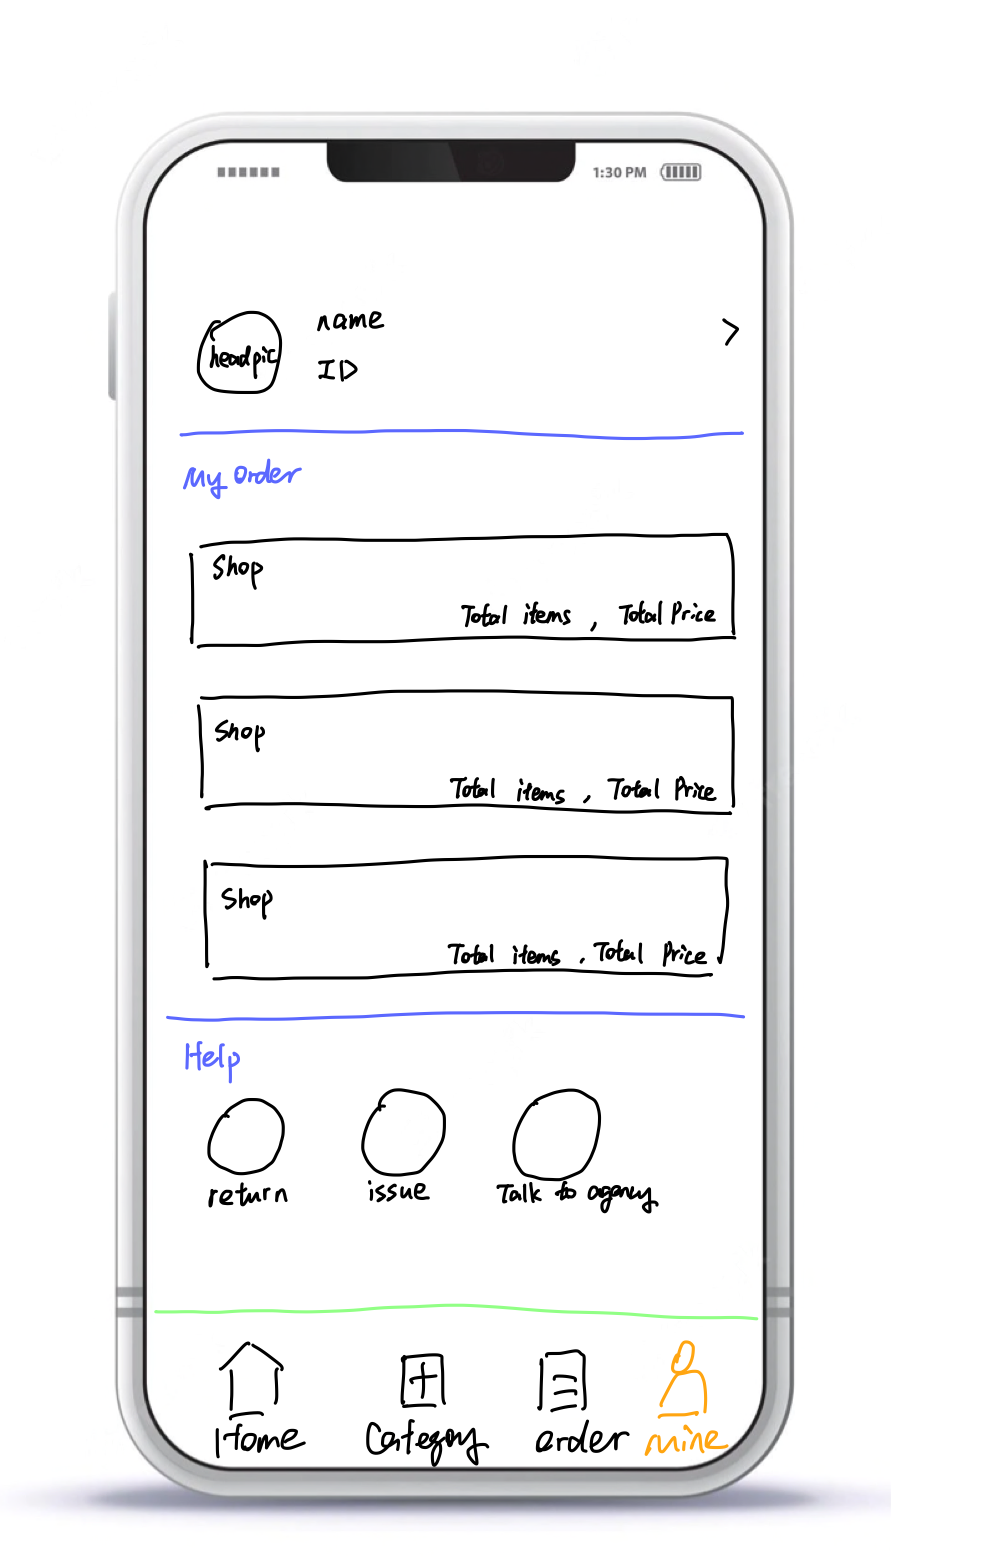 1:30 PM
name
headpic
ID
My Order
Shop
Total items , Total Price
Shop
Total items , Total Price
Shop
Total items , Total Price
Help
return issue Talk to agency
Home Category order mine